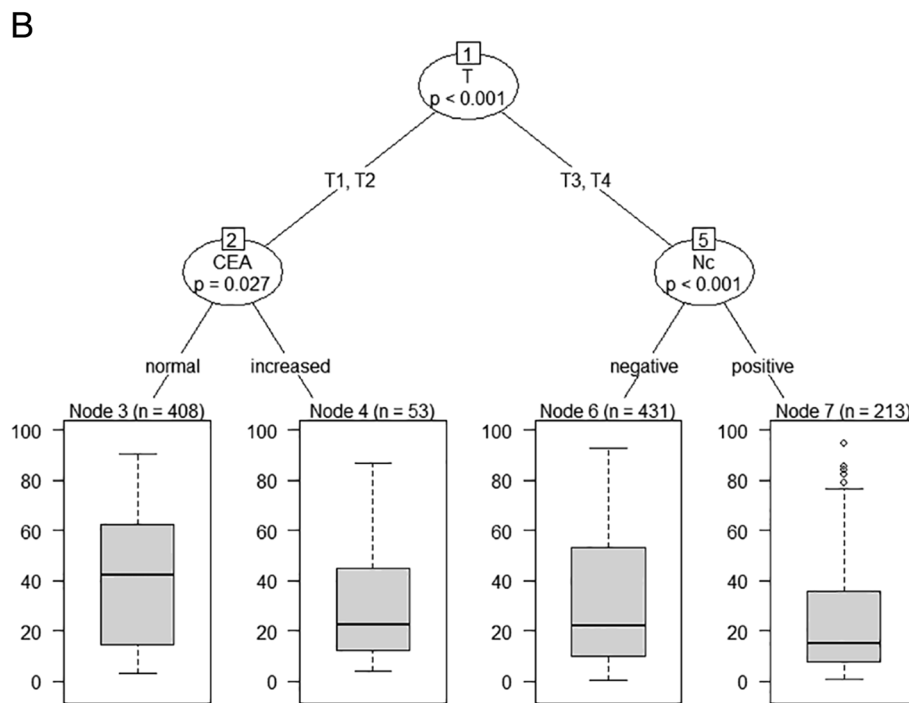 B
1
T
p < 0.001
T1, T2
T3, T4
2
CEA
p = 0.027
5
Nc
p < 0.001
normal
increased
negative
positive
Node 3 (n = 408)
100
80
60
40
20
0
Node 4 (n = 53)
100
80
60
40
20
0
Node 6 (n = 431)
100
80
60
40
20
0
Node 7 (n = 213)
100
80
60
40
20
0